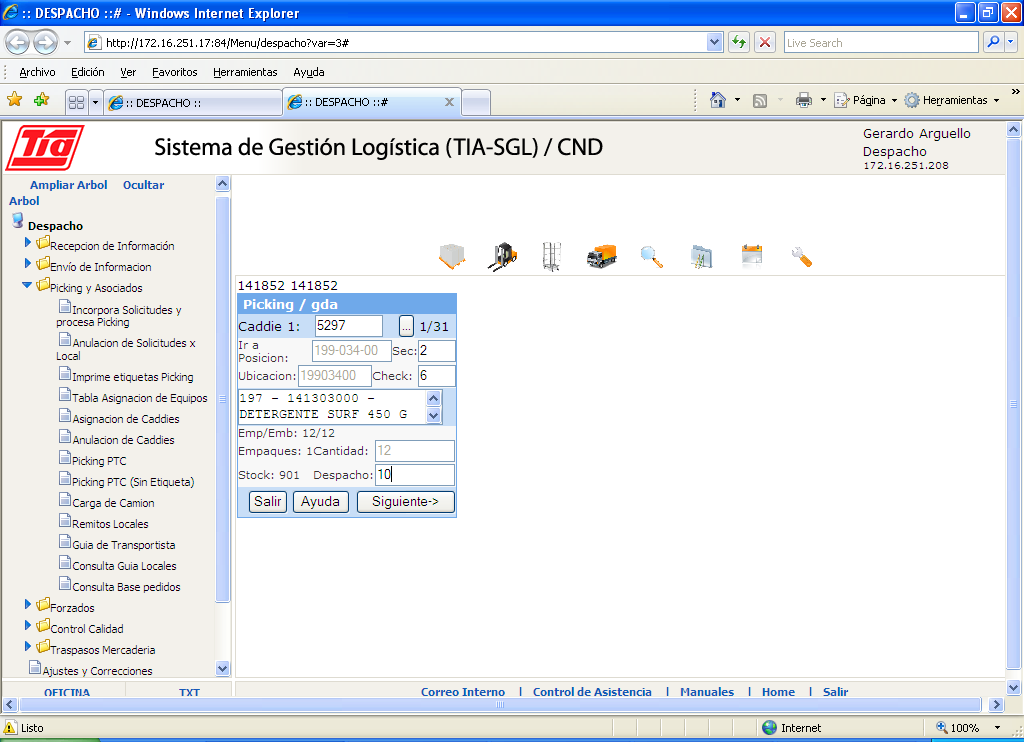 :: DESPACHO ::# - Windows Internet Explorer
http://172.16.251.17:84/Menu/despacho?var=3#
Live Search
Archivo Edición Ver Favoritos Herramientas Ayuda
:: DESPACHO :: :: DESPACHO ::# X Página Herramientas »
Tia
Sistema de Gestión Logística (TIA-SGL) / CND
Gerardo Arguello
Despacho
172.16.251.208
Ampliar Arbol Ocultar
Arbol
Despacho
Recepcion de Información
Envío de Informacion
Picking y Asociados
Incorpora Solicitudes y
procesa Picking
Anulacion de Solicitudes x
Local
Imprime etiquetas Picking
Tabla Asignacion de Equipos
Asignacion de Caddies
Anulacion de Caddies
Picking PTC
Picking PTC (Sin Etiqueta)
Carga de Camion
Remitos Locales
Guia de Transportista
Consulta Guia Locales
Consulta Base pedidos
Forzados
Control Calidad
Traspasos Mercaderia
Ajustes y Correcciones
OFICINA TXT
141852 141852
Picking / gda
Caddie 1: 5297 ... 1/31
Ir a
Posicion: 199-034-00 Sec: 2
Ubicacion: 19903400 Check: 6
197 - 141303000 -
DETERGENTE SURF 450 G
Emp/Emb: 12/12
Empaques: 1 Cantidad: 12
Stock: 901 Despacho: 10
Salir Ayuda Siguiente->
Correo Interno | Control de Asistencia | Manuales | Home | Salir
Listo Internet 100%